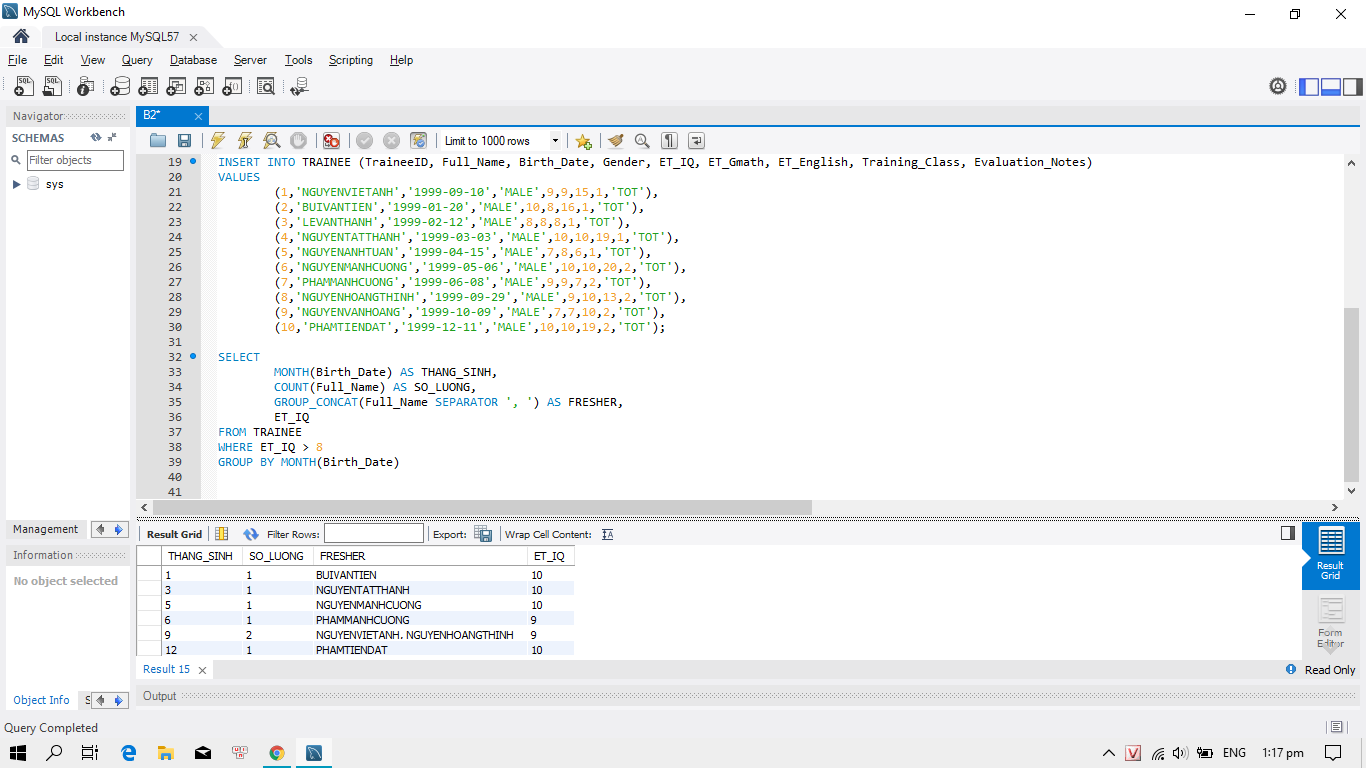 MySQL Workbench
Local instance MySQL57
File Edit View Query Database Server Tools Scripting Help
Navigator
SCHEMAS
Filter objects
sys
Management
Information
No object selected
Object Info S
B2*
Limit to 1000 rows
19 INSERT INTO TRAINEE (TraineeID, Full_Name, Birth_Date, Gender, ET_IQ, ET_Gmath, ET_English, Training_Class, Evaluation_Notes)
20 VALUES
21 (1,'NGUYENVIETANH','1999-09-10','MALE',9,9,15,1,'TOT'),
22 (2,'BUIVANTIEN','1999-01-20','MALE',10,8,16,1,'TOT'),
23 (3,'LEVANTHANH','1999-02-12','MALE',8,8,8,1,'TOT'),
24 (4,'NGUYENTATTHANH','1999-03-03','MALE',10,10,19,1,'TOT'),
25 (5,'NGUYENANHTUAN','1999-04-15','MALE',7,8,6,1,'TOT'),
26 (6,'NGUYENMANHCUONG','1999-05-06','MALE',10,10,20,2,'TOT'),
27 (7,'PHAMMANHCUONG','1999-06-08','MALE',9,9,7,2,'TOT'),
28 (8,'NGUYENHOANGTHINH','1999-09-29','MALE',9,10,13,2,'TOT'),
29 (9,'NGUYENVANHOANG','1999-10-09','MALE',7,7,10,2,'TOT'),
30 (10,'PHAMTIENDAT','1999-12-11','MALE',10,10,19,2,'TOT');
31
32 SELECT
33 MONTH(Birth_Date) AS THANG_SINH,
34 COUNT(Full_Name) AS SO_LUONG,
35 GROUP_CONCAT(Full_Name SEPARATOR ', ') AS FRESHER,
36 ET_IQ
37 FROM TRAINEE
38 WHERE ET_IQ > 8
39 GROUP BY MONTH(Birth_Date)
40
41
Result Grid Filter Rows: Export: Wrap Cell Content:
THANG_SINH SO_LUONG FRESHER ET_IQ
1 1 BUIVANTIEN 10
3 1 NGUYENTATTHANH 10
5 1 NGUYENMANHCUONG 10
6 1 PHAMMANHCUONG 9
9 2 NGUYENVIETANH, NGUYENHOANGTHINH 9
12 1 PHAMTIENDAT 10
Result
Grid
Form
Editor
Result 15
Read Only
Output
Query Completed
ENG 1:17 pm